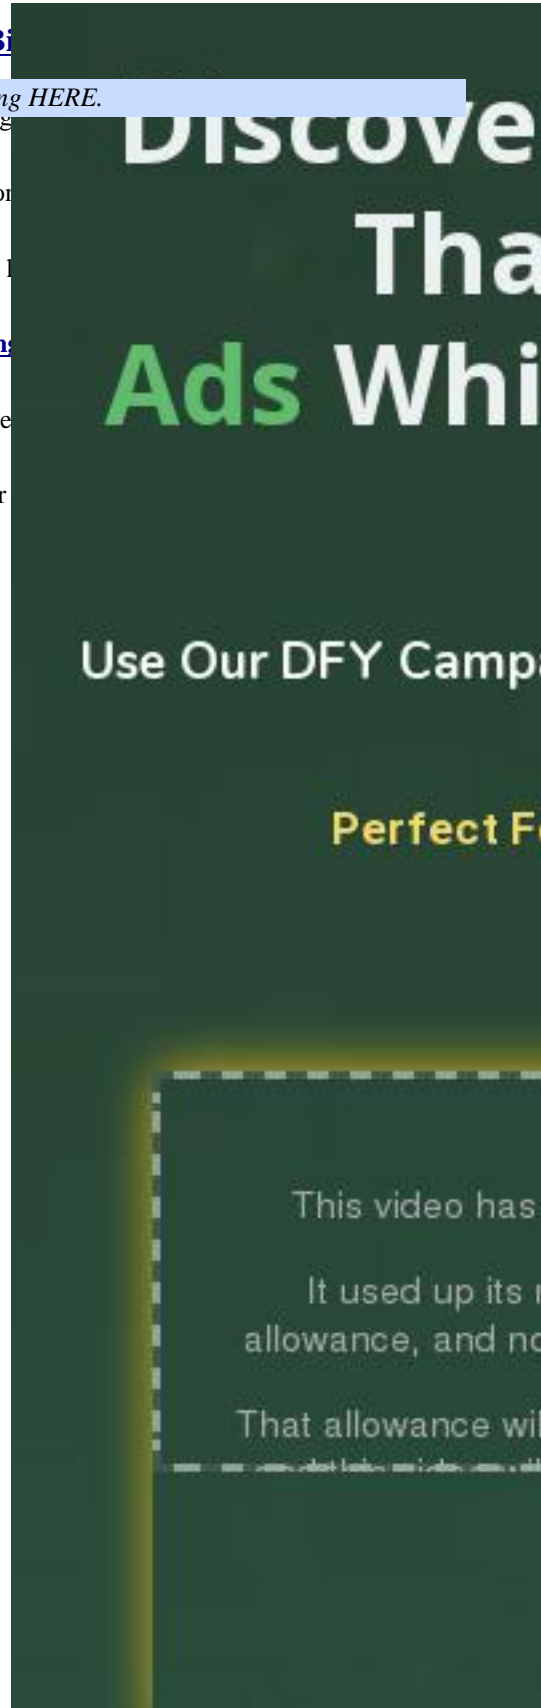 ng HERE.
Discove
Tha
Ads Whi
Use Our DFY Campa
Perfect Fo
This video has
It used up its
allowance, and no
That allowance wil